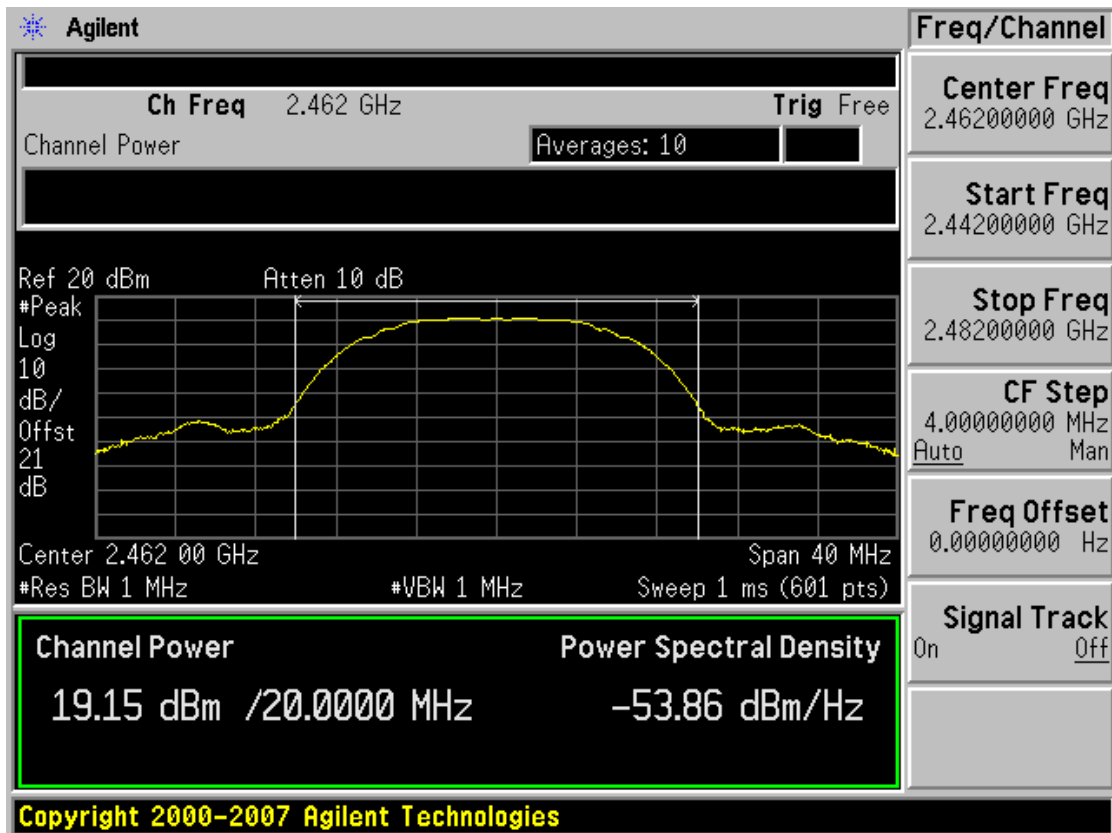 Agilent
Freq/Channel
Ch Freq 2.462 GHz Trig Free
Channel Power Averages: 10
Ref 20 dBm Atten 10 dB
#Peak
Log
10
dB/
Offst
21
dB
Center 2.462 00 GHz Span 40 MHz
#Res BW 1 MHz #VBW 1 MHz Sweep 1 ms (601 pts)
Channel Power Power Spectral Density
19.15 dBm /20.0000 MHz -53.86 dBm/Hz
Center Freq
2.46200000 GHz
Start Freq
2.44200000 GHz
Stop Freq
2.48200000 GHz
CF Step
4.00000000 MHz
Auto Man
Freq Offset
0.00000000 Hz
Signal Track
On Off
Copyright 2000-2007 Agilent Technologies